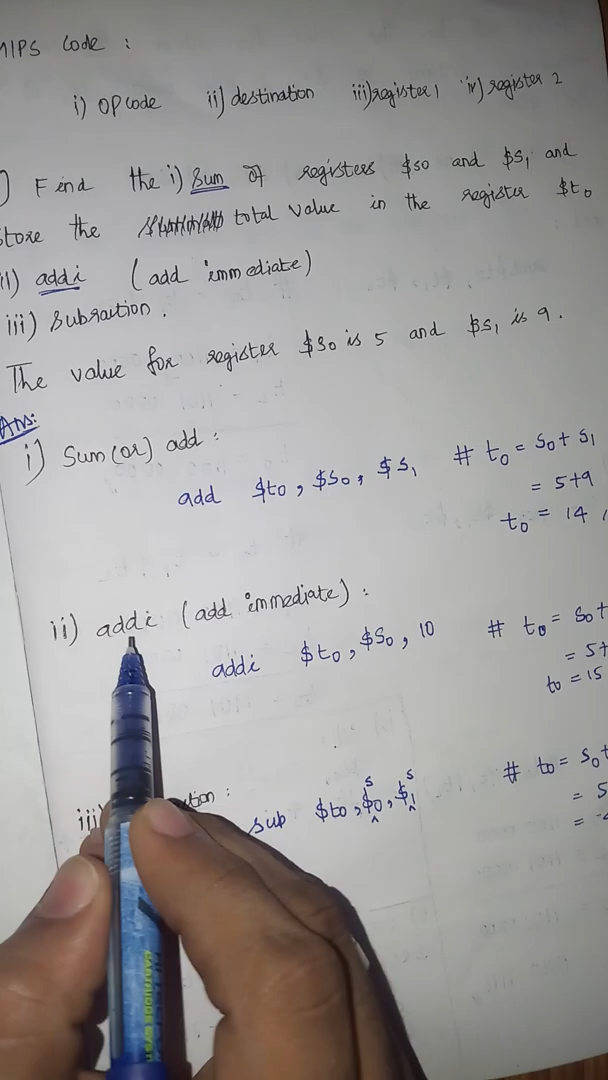 MIPS Code :
i) OPcode ii] destination iii)register1 iv] register 2
Find the i) Sum of registers $s0 and $s1 and
store the total value in the register $t0
ii) addi (add immediate)
iii) Subraction.
The value for register $s0 is 5 and $s1 is 9.
Ans:
i) Sum(or) add :
add $t0, $s0, $s1 # t0 = s0 + s1
= 5+9
t0 = 14
ii) addi (add immediate) :
addi $t0, $s0, 10 # t0 = s0+
= 5+
t0 = 15
iii)
sub $t0, $s0, $s1 # t0 = s0+
= 5
= -
CARTRIDGE